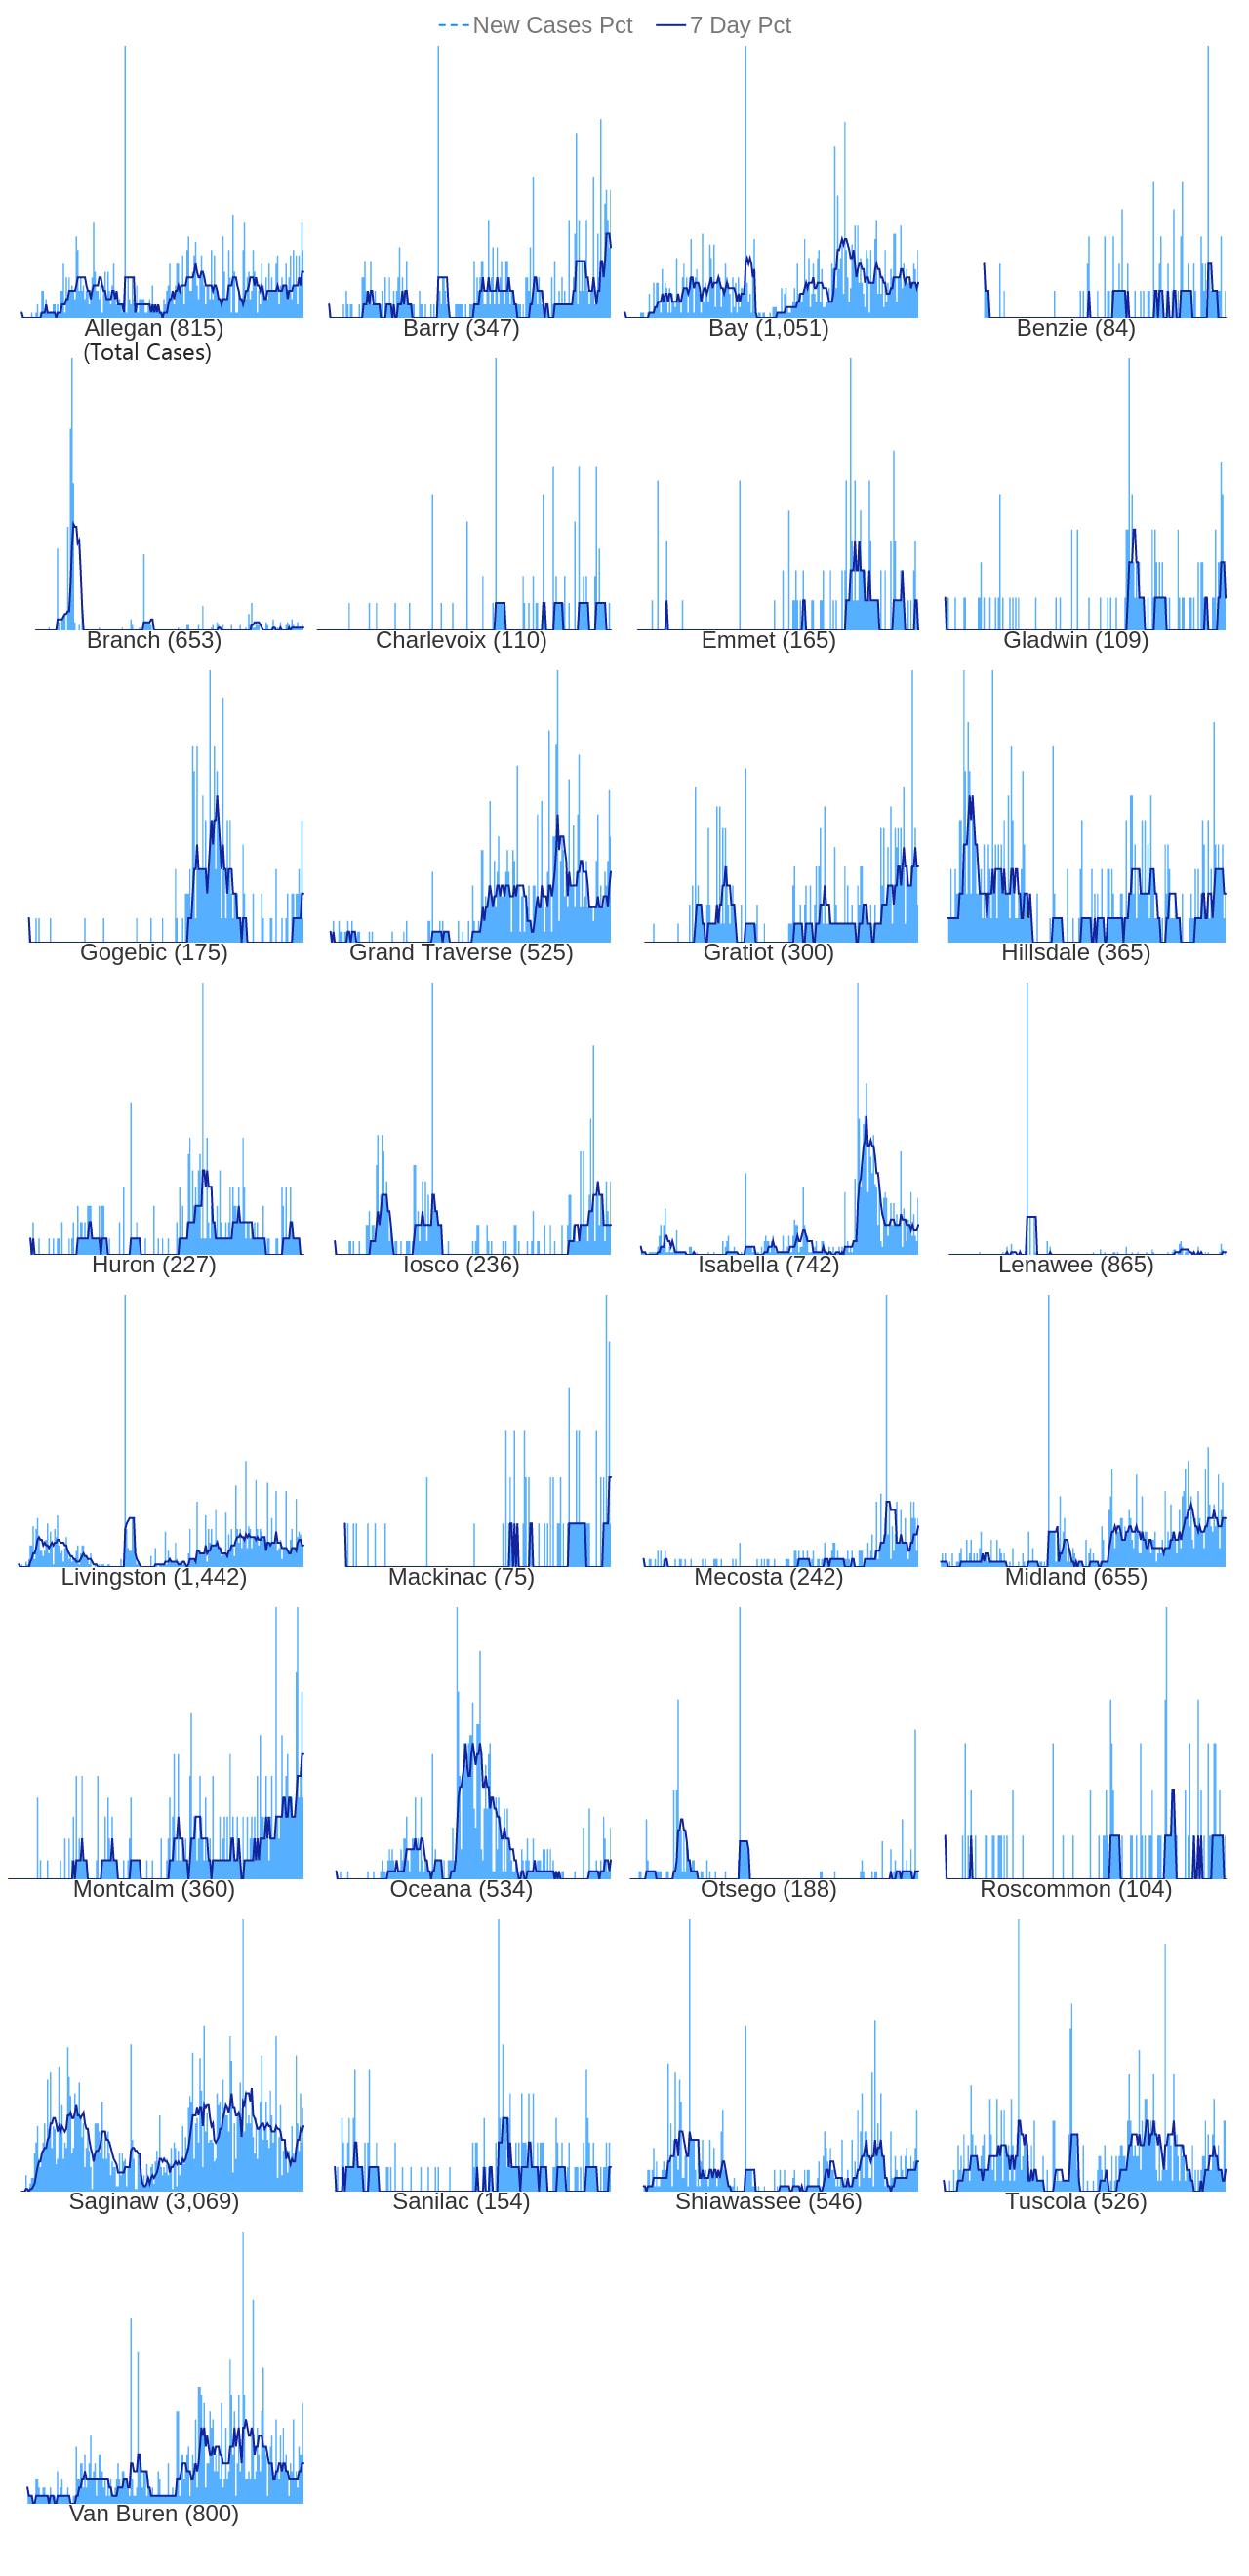 New Cases Pct 7 Day Pct
Allegan (815) Barry (347) Bay (1,051) Benzie (84)
(Total Cases)
Branch (653) Charlevoix (110) Emmet (165) Gladwin (109)
Gogebic (175) Grand Traverse (525) Gratiot (300) Hillsdale (365)
Huron (227) Iosco (236) Isabella (742) Lenawee (865)
Livingston (1,442) Mackinac (75) Mecosta (242) Midland (655)
Montcalm (360) Oceana (534) Otsego (188) Roscommon (104)
Saginaw (3,069) Sanilac (154) Shiawassee (546) Tuscola (526)
Van Buren (800)